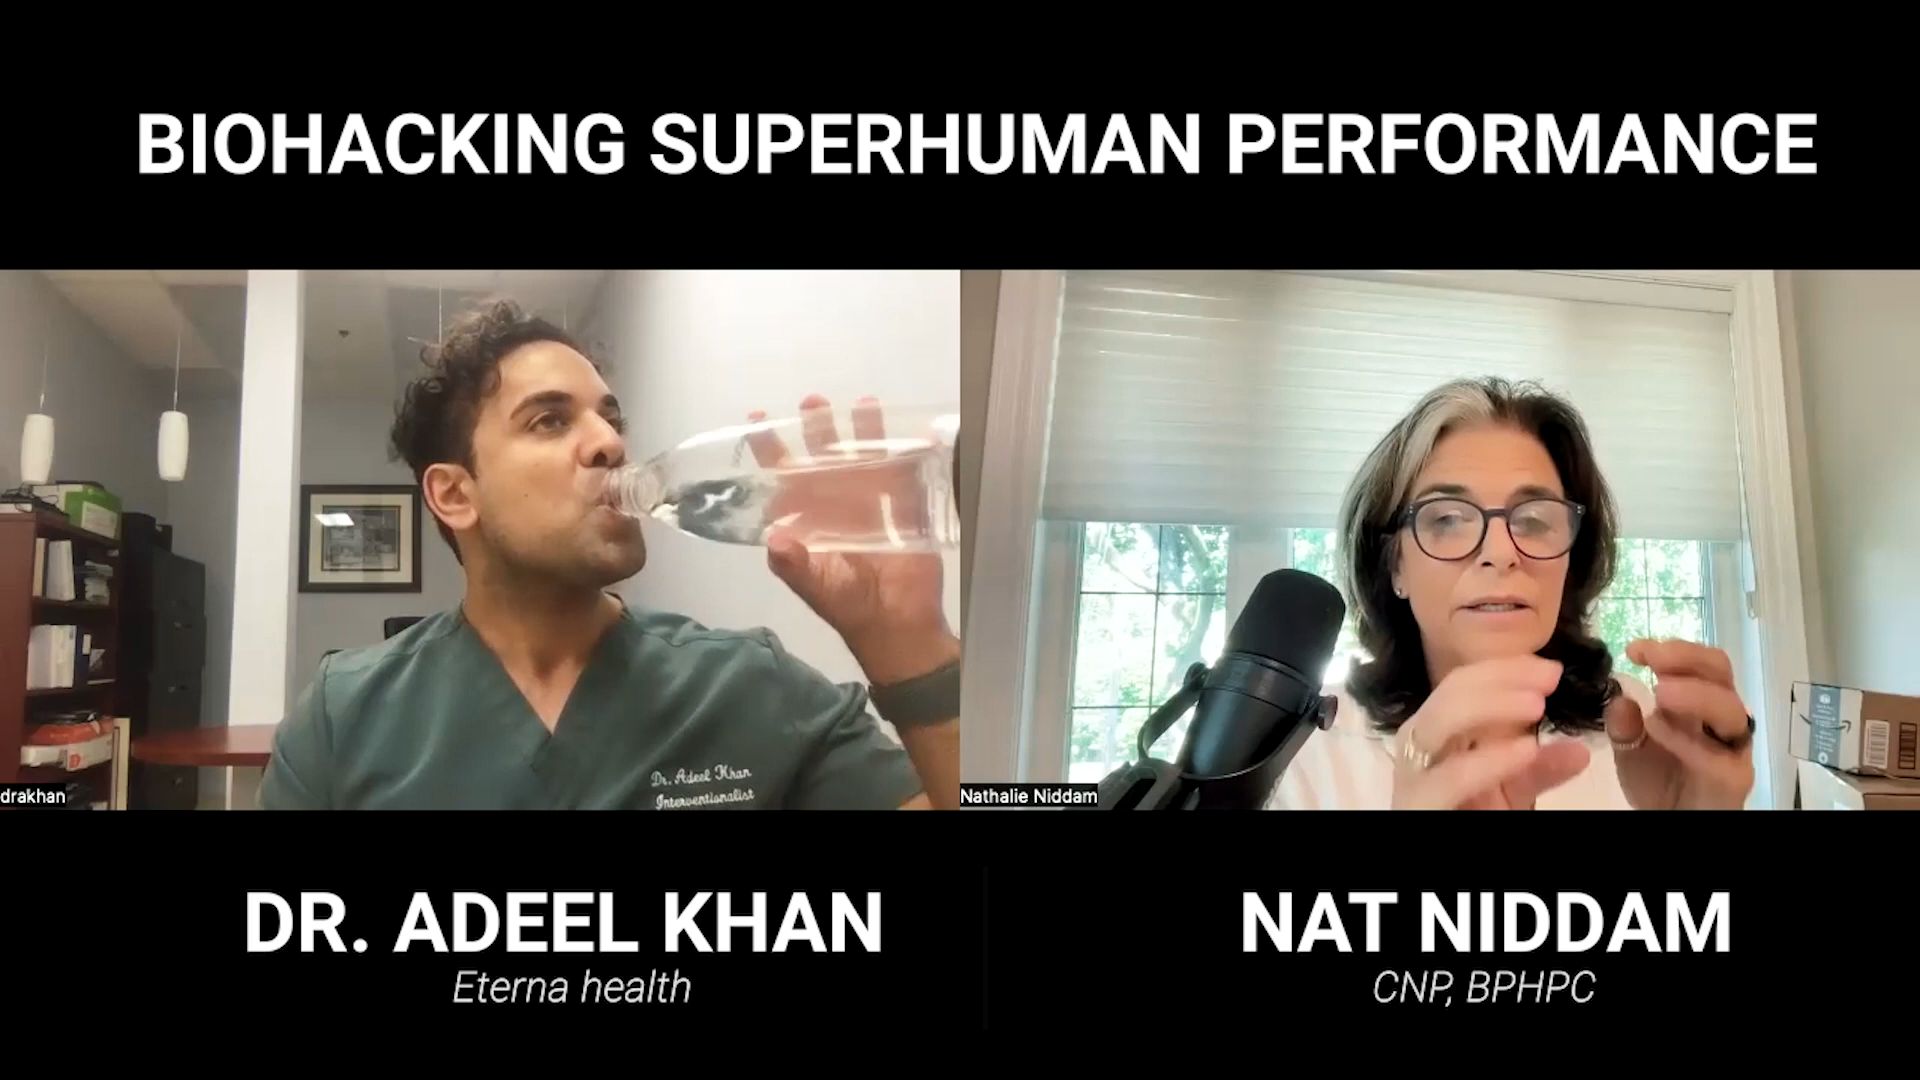 BIOHACKING SUPERHUMAN PERFORMANCE
Dr. Adeel Khan
Interventionalist
drakhan
Nathalie Niddam
DR. ADEEL KHAN
Eterna health
NAT NIDDAM
CNP, BPHPC